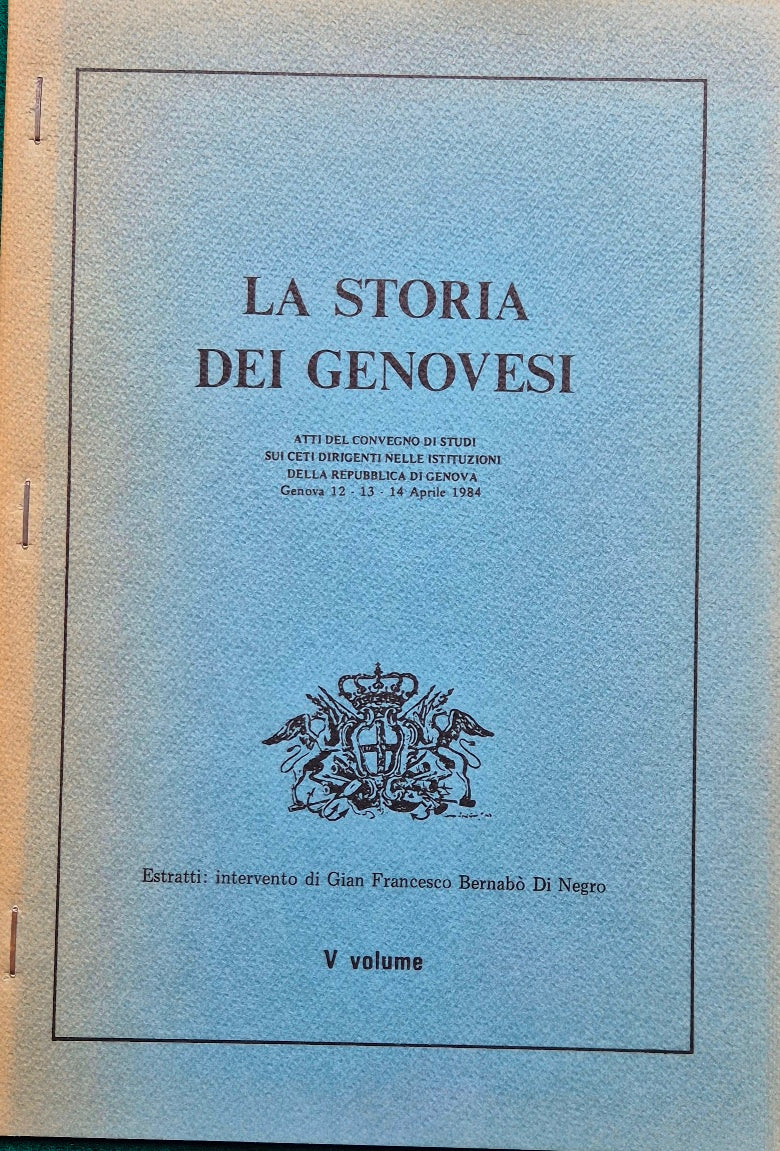 LA STORIA
DEI GENOVESI
ATTI DEL CONVEGNO DI STUDI
SUI CETI DIRIGENTI NELLE ISTITUZIONI
DELLA REPUBBLICA DI GENOVA
Genova 12 - 13 - 14 Aprile 1984
Estratti: intervento di Gian Francesco Bernabò Di Negro
V volume